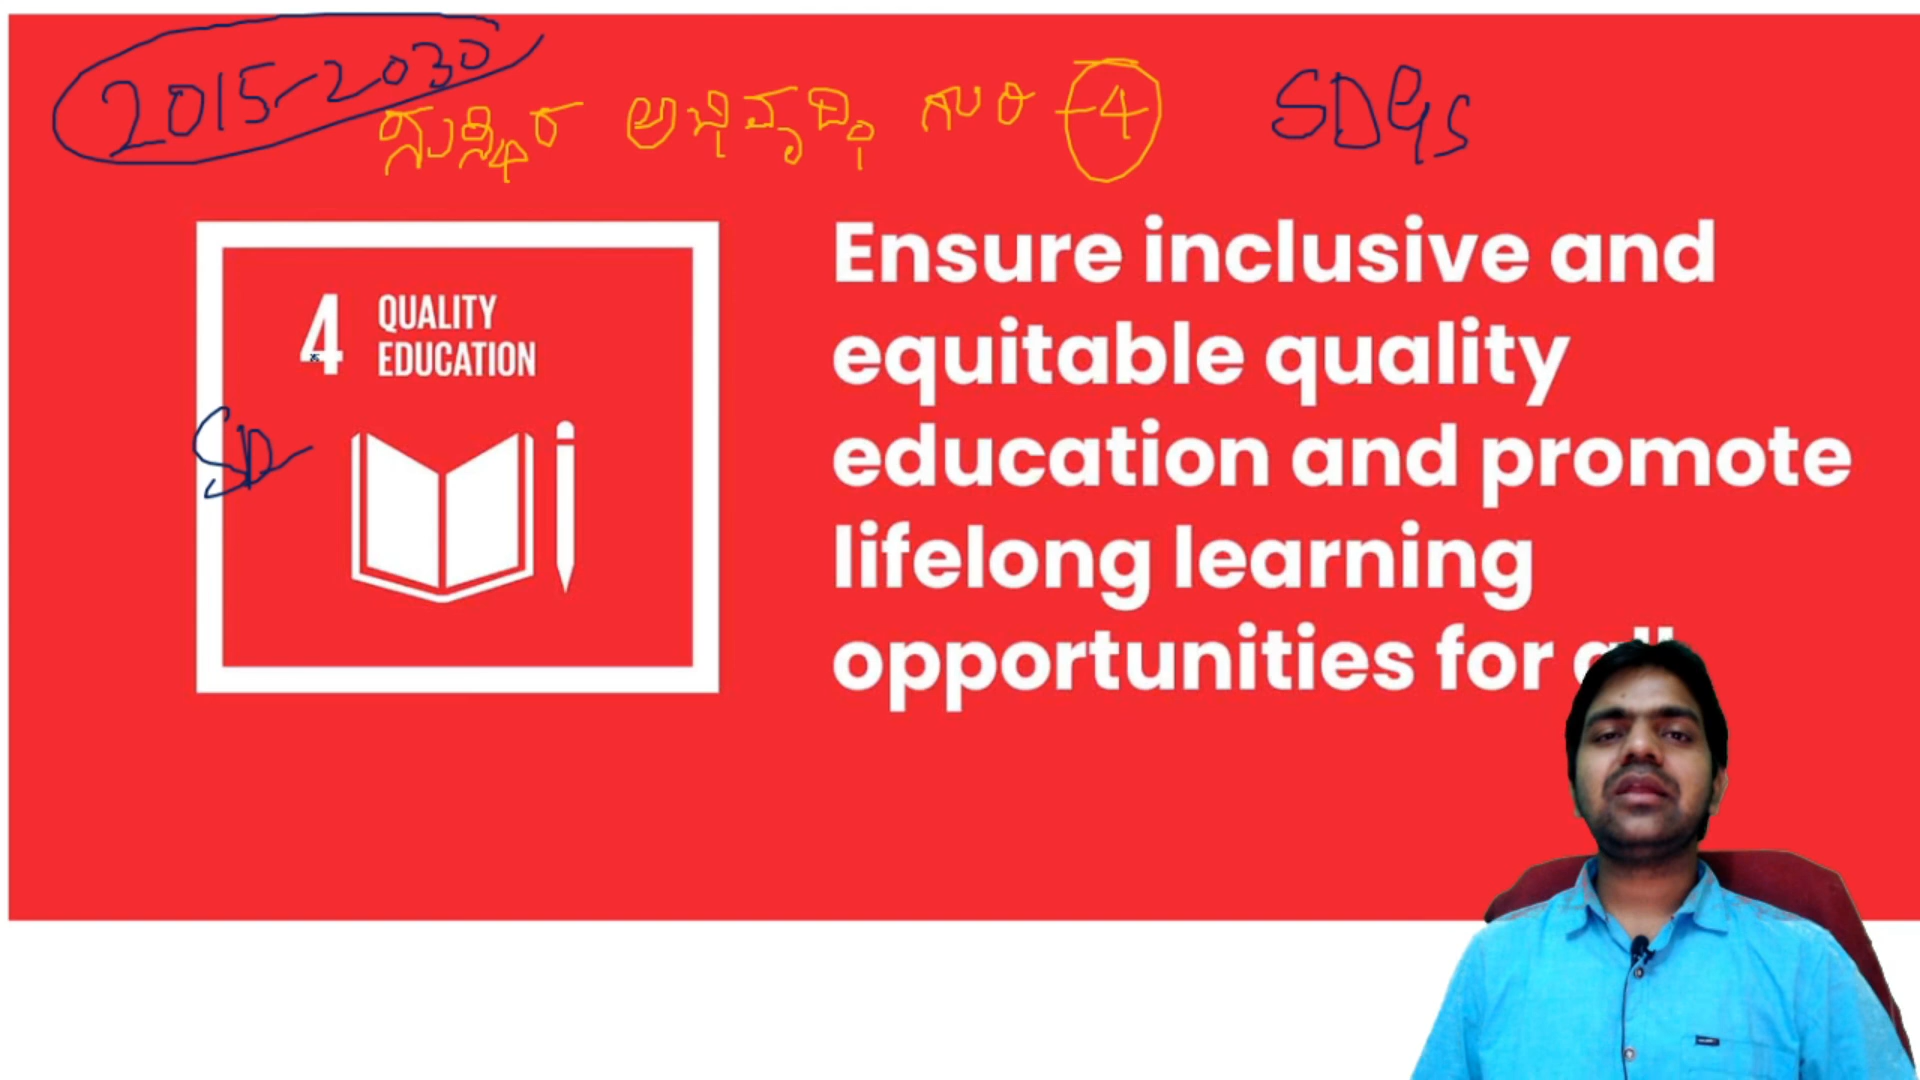 2015-2030
ಸುಸ್ಥಿರ ಅಭಿವೃದ್ಧಿ ಗುರಿ -4
SDGs
4 QUALITY
EDUCATION
SD
Ensure inclusive and
equitable quality
education and promote
lifelong learning
opportunities for all